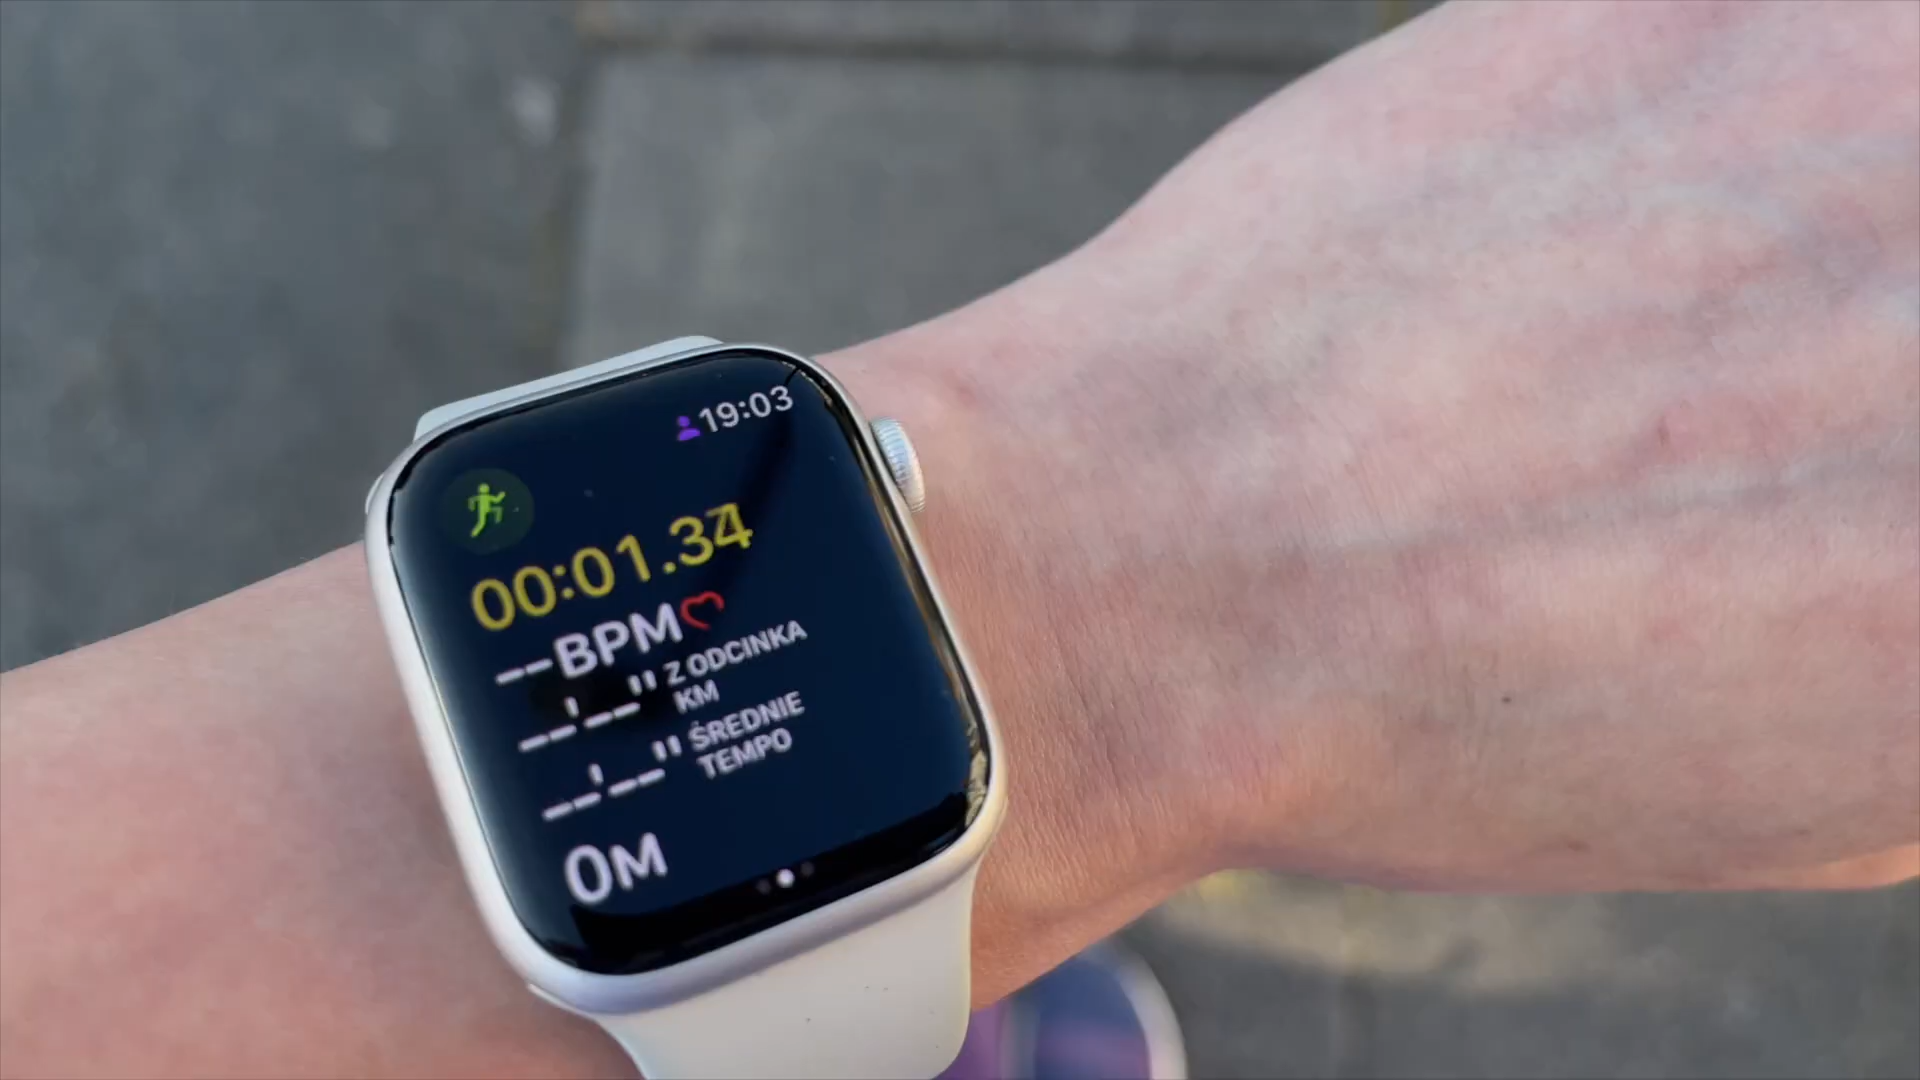 19:03
00:01.34
--BPM
--'--" Z ODCINKA
KM
--'--" ŚREDNIE
TEMPO
0M